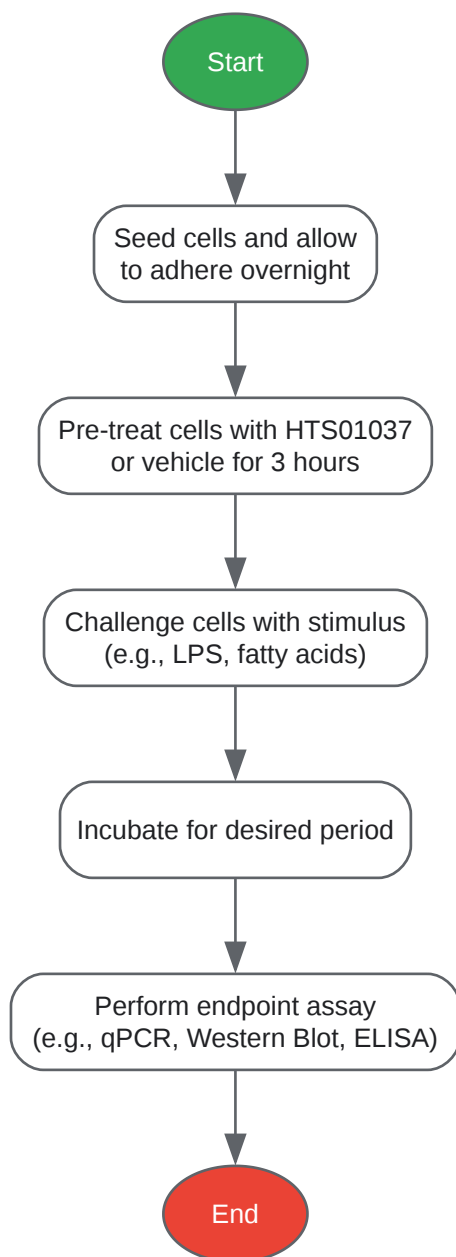 Start
Seed cells and allow
to adhere overnight
Pre-treat cells with HTS01037
or vehicle for 3 hours
Challenge cells with stimulus
(e.g., LPS, fatty acids)
Incubate for desired period
Perform endpoint assay
(e.g., qPCR, Western Blot, ELISA)
End